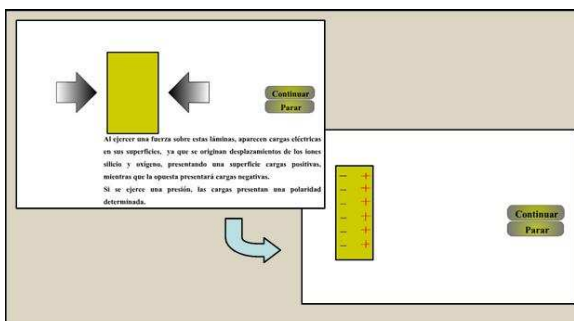 Continuar
Parar
Al ejercer una fuerza sobre estas láminas, aparecen cargas eléctricas
en sus superficies, ya que se originan desplazamientos de los iones
silicio y oxígeno, presentando una superficie cargas positivas,
mientras que la opuesta presentará cargas negativas.
Si se ejerce una presión, las cargas presentan una polaridad
determinada.
− +
− +
− +
− +
− +
− +
Continuar
Parar